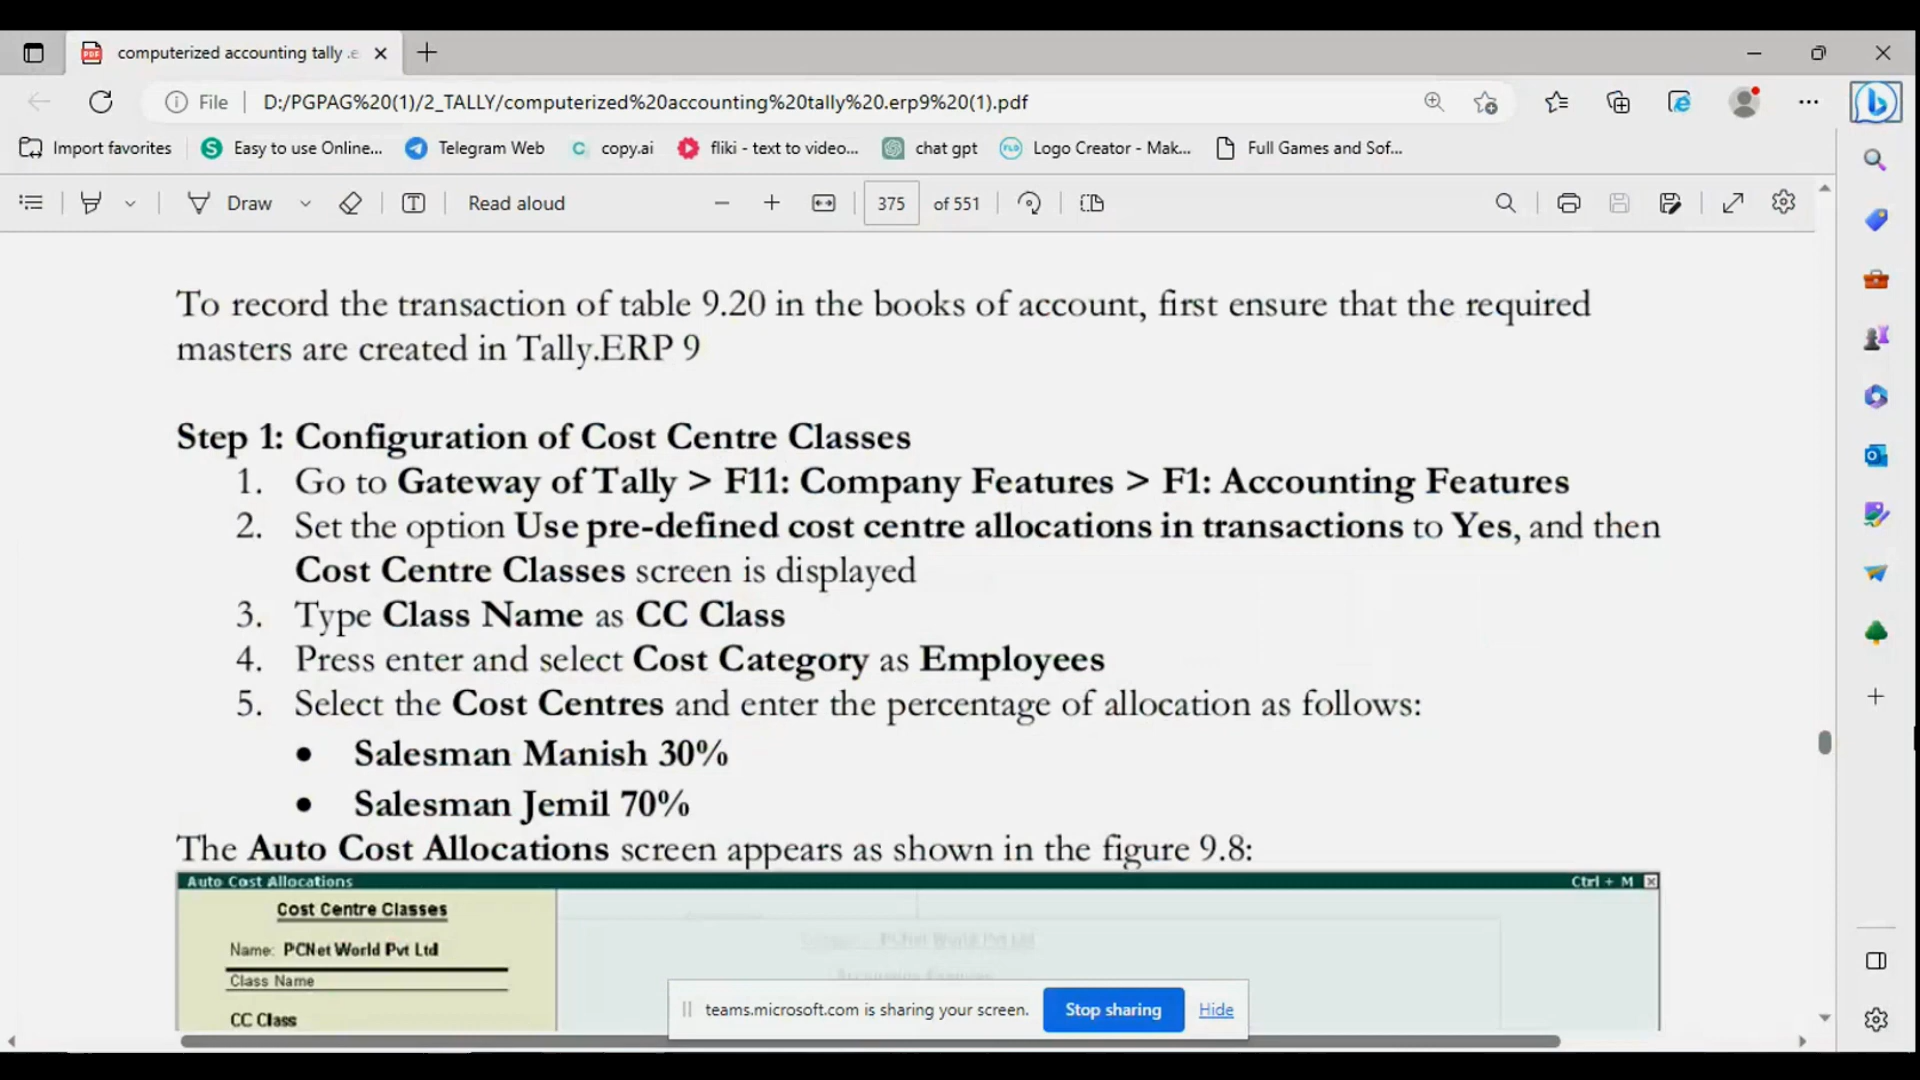 computerized accounting tally .e
File
D:/PGPAG%20(1)/2_TALLY/computerized%20accounting%20tally%20.erp9%20(1).pdf
Import favorites
Easy to use Online...
Telegram Web
copy.ai
fliki - text to video...
chat gpt
Logo Creator - Mak...
Full Games and Sof...
Draw
Read aloud
375 of 551
To record the transaction of table 9.20 in the books of account, first ensure that the required
masters are created in Tally.ERP 9
Step 1: Configuration of Cost Centre Classes
1. Go to Gateway of Tally > F11: Company Features > F1: Accounting Features
2. Set the option Use pre-defined cost centre allocations in transactions to Yes, and then
Cost Centre Classes screen is displayed
3. Type Class Name as CC Class
4. Press enter and select Cost Category as Employees
5. Select the Cost Centres and enter the percentage of allocation as follows:
• Salesman Manish 30%
• Salesman Jemil 70%
The Auto Cost Allocations screen appears as shown in the figure 9.8:
Auto Cost Allocations Ctrl + M
Cost Centre Classes
Name: PCNet World Pvt Ltd
PCNet World Pvt Ltd
Class Name
CC Class
teams.microsoft.com is sharing your screen.
Stop sharing
Hide